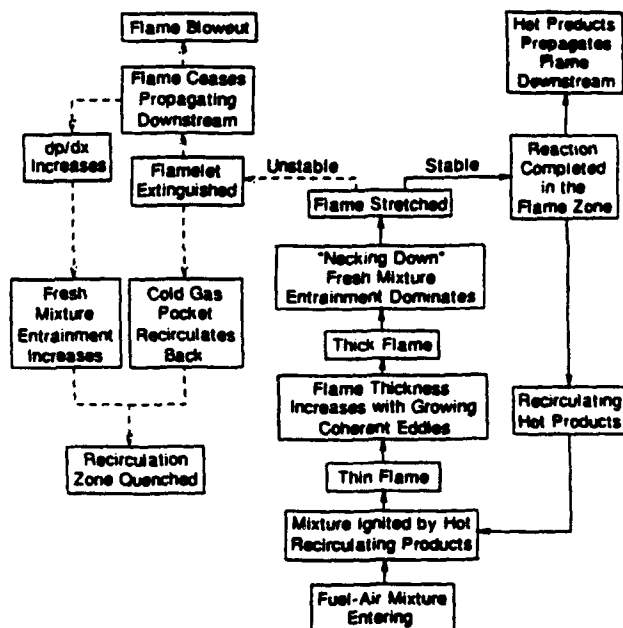 Flame Blowout
Flame Ceases
Propagating
Downstream
dp/dx
Increases
Flamelet
Extinguished
Unstable
Stable
Hot Products
Propagates
Flame
Downstream
Reaction
Completed
in the
Flame Zone
Flame Stretched
"Necking Down"
Fresh Mixture
Entrainment Dominates
Fresh
Mixture
Entrainment
Increases
Cold Gas
Pocket
Recirculates
Back
Thick Flame
Flame Thickness
Increases with Growing
Coherent Eddies
Recirculating
Hot Products
Recirculation
Zone Quenched
Thin Flame
Mixture Ignited by Hot
Recirculating Products
Fuel-Air Mixture
Entering